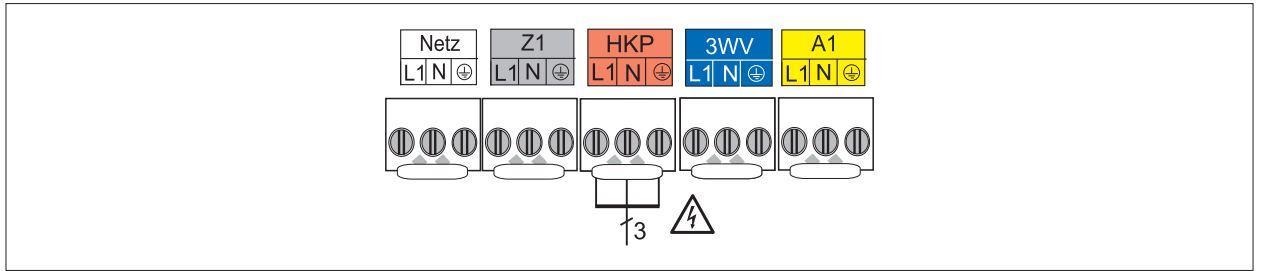 Netz Z1 HKP 3WV A1
L1 N ⏚ L1 N ⏚ L1 N ⏚ L1 N ⏚ L1 N ⏚
3